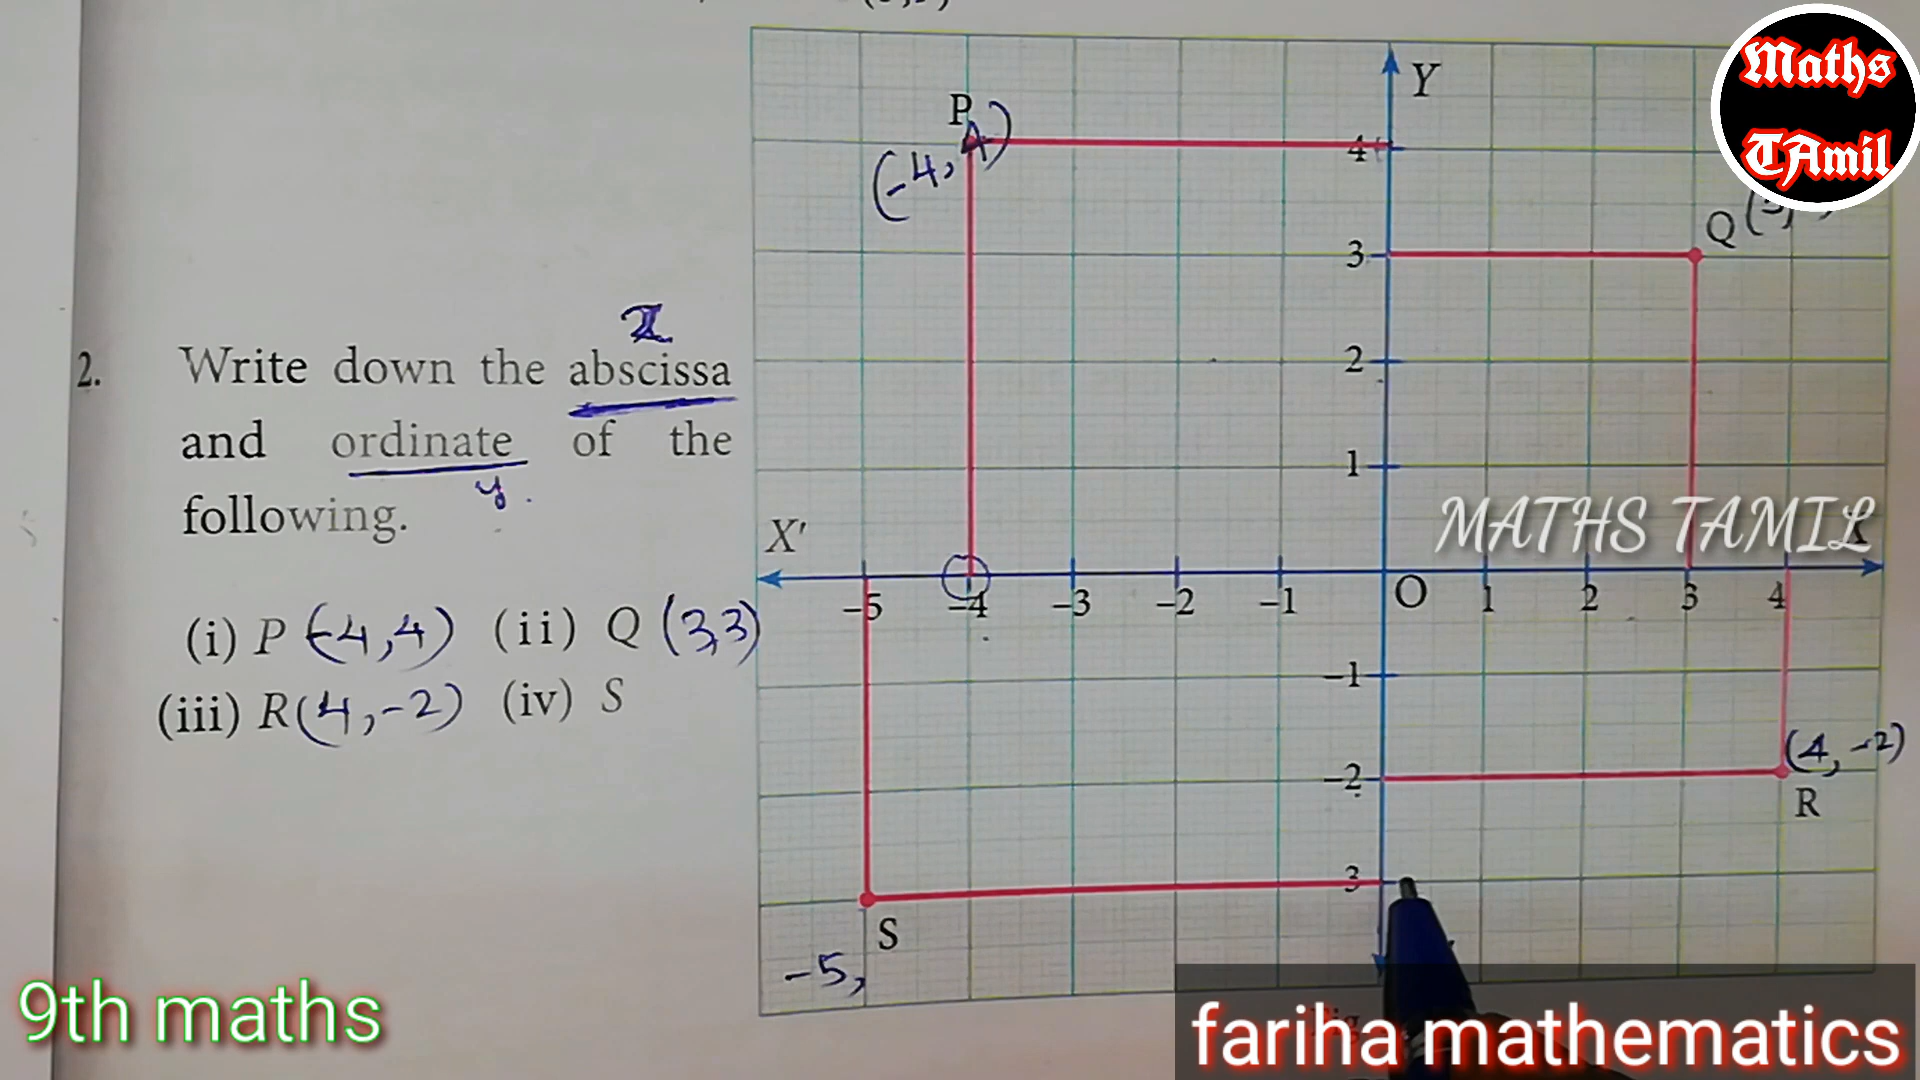 Maths
TAmil
Y
P
(-4, 4)
4
Q
3
2
1
2. Write down the abscissa
x
and ordinate of the
y.
following.
MATHS TAMIL
X'
-5 -4 -3 -2 -1 O 1 2 3 4
(i) P (-4,4) (ii) Q (3,3)
(iii) R(4,-2) (iv) S
-1
(4, -2)
-2
R
3
S
-5,
9th maths
fariha mathematics